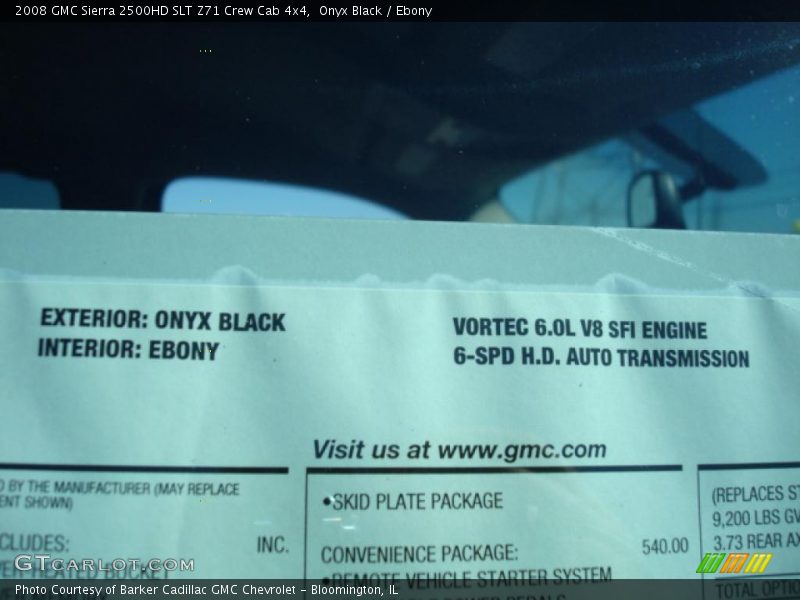 2008 GMC Sierra 2500HD SLT Z71 Crew Cab 4x4, Onyx Black / Ebony
EXTERIOR: ONYX BLACK
INTERIOR: EBONY
VORTEC 6.0L V8 SFI ENGINE
6-SPD H.D. AUTO TRANSMISSION
Visit us at www.gmc.com
BY THE MANUFACTURER (MAY REPLACE
ENT SHOWN)
CLUDES: INC.
HEATED BUCKET
•SKID PLATE PACKAGE
CONVENIENCE PACKAGE: 540.00
•REMOTE VEHICLE STARTER SYSTEM
(REPLACES ST
9,200 LBS GV
3.73 REAR AX
TOTAL OPTIO
GTCarLot.com
Photo Courtesy of Barker Cadillac GMC Chevrolet – Bloomington, IL